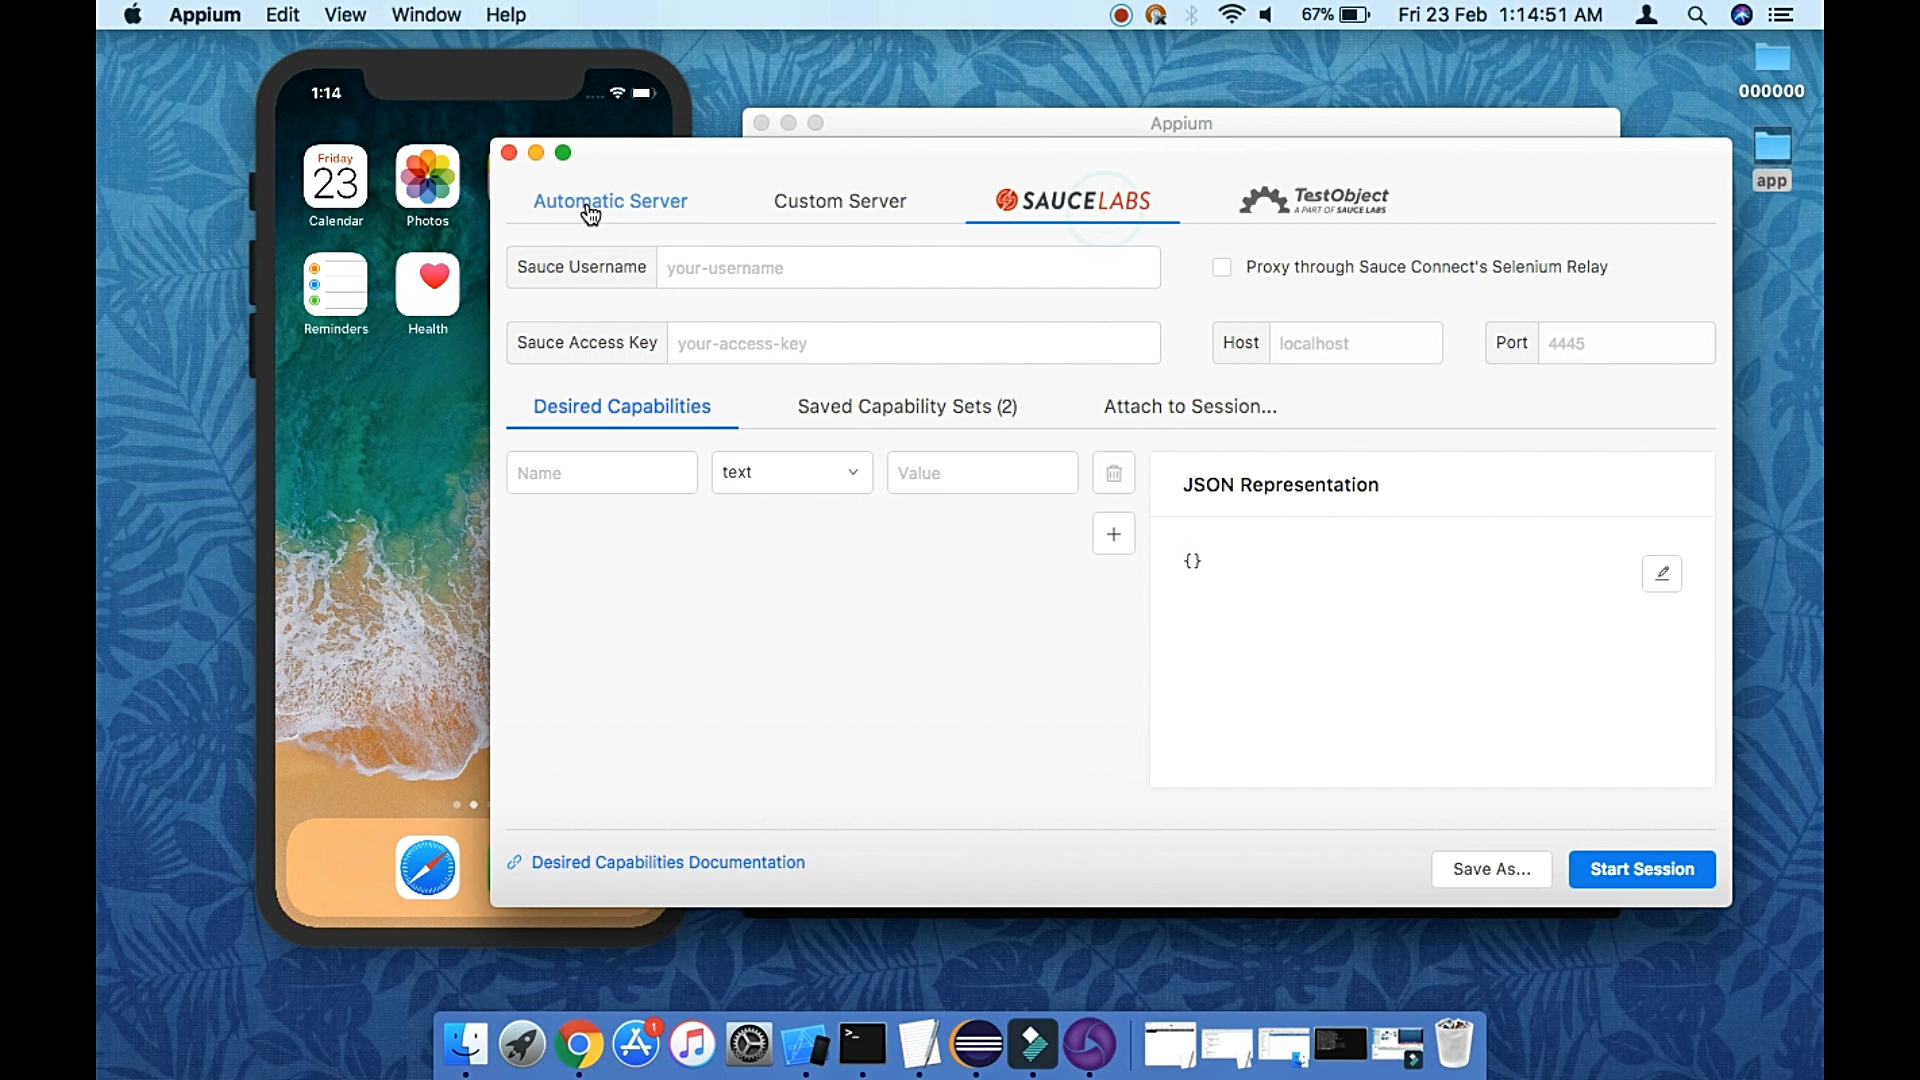 Appium Edit View Window Help
67% Fri 23 Feb 1:14:51 AM
000000
app
1:14
Friday
23
Calendar
Photos
Reminders
Health
Appium
Automatic Server
Custom Server
SAUCELABS
TestObject
A PART OF SAUCE LABS
Sauce Username
your-username
Proxy through Sauce Connect's Selenium Relay
Sauce Access Key
your-access-key
Host
localhost
Port
4445
Desired Capabilities
Saved Capability Sets (2)
Attach to Session...
Name
text
Value
JSON Representation
{}
Desired Capabilities Documentation
Save As...
Start Session
1
>_